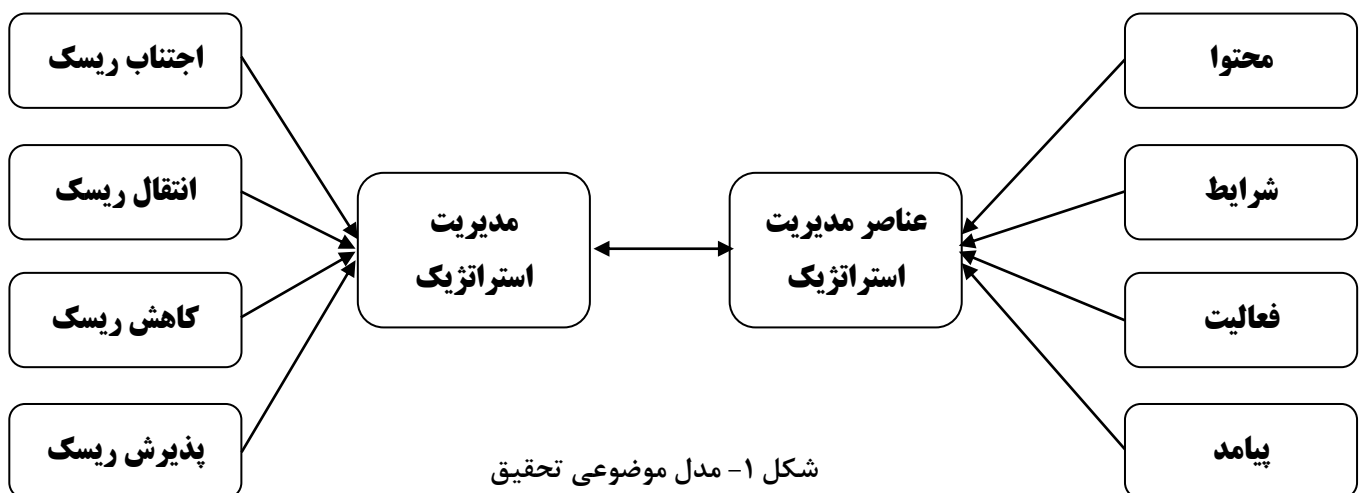 محتوا
شرایط
فعالیت
پیامد
عناصر مدیریت
استراتژیک
مدیریت
استراتژیک
اجتناب ریسک
انتقال ریسک
کاهش ریسک
پذیرش ریسک
شکل ۱- مدل موضوعی تحقیق